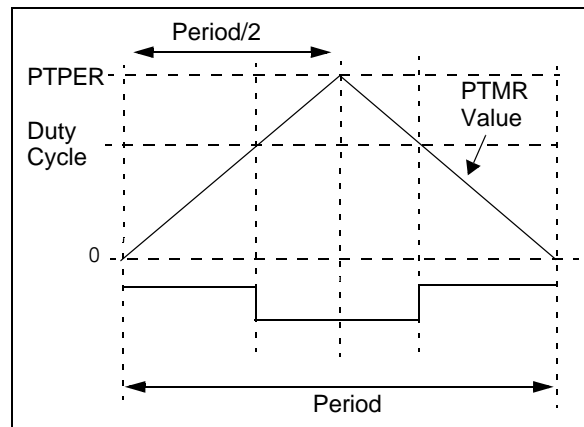 Period/2
PTPER
PTMR
Value
Duty
Cycle
0
Period